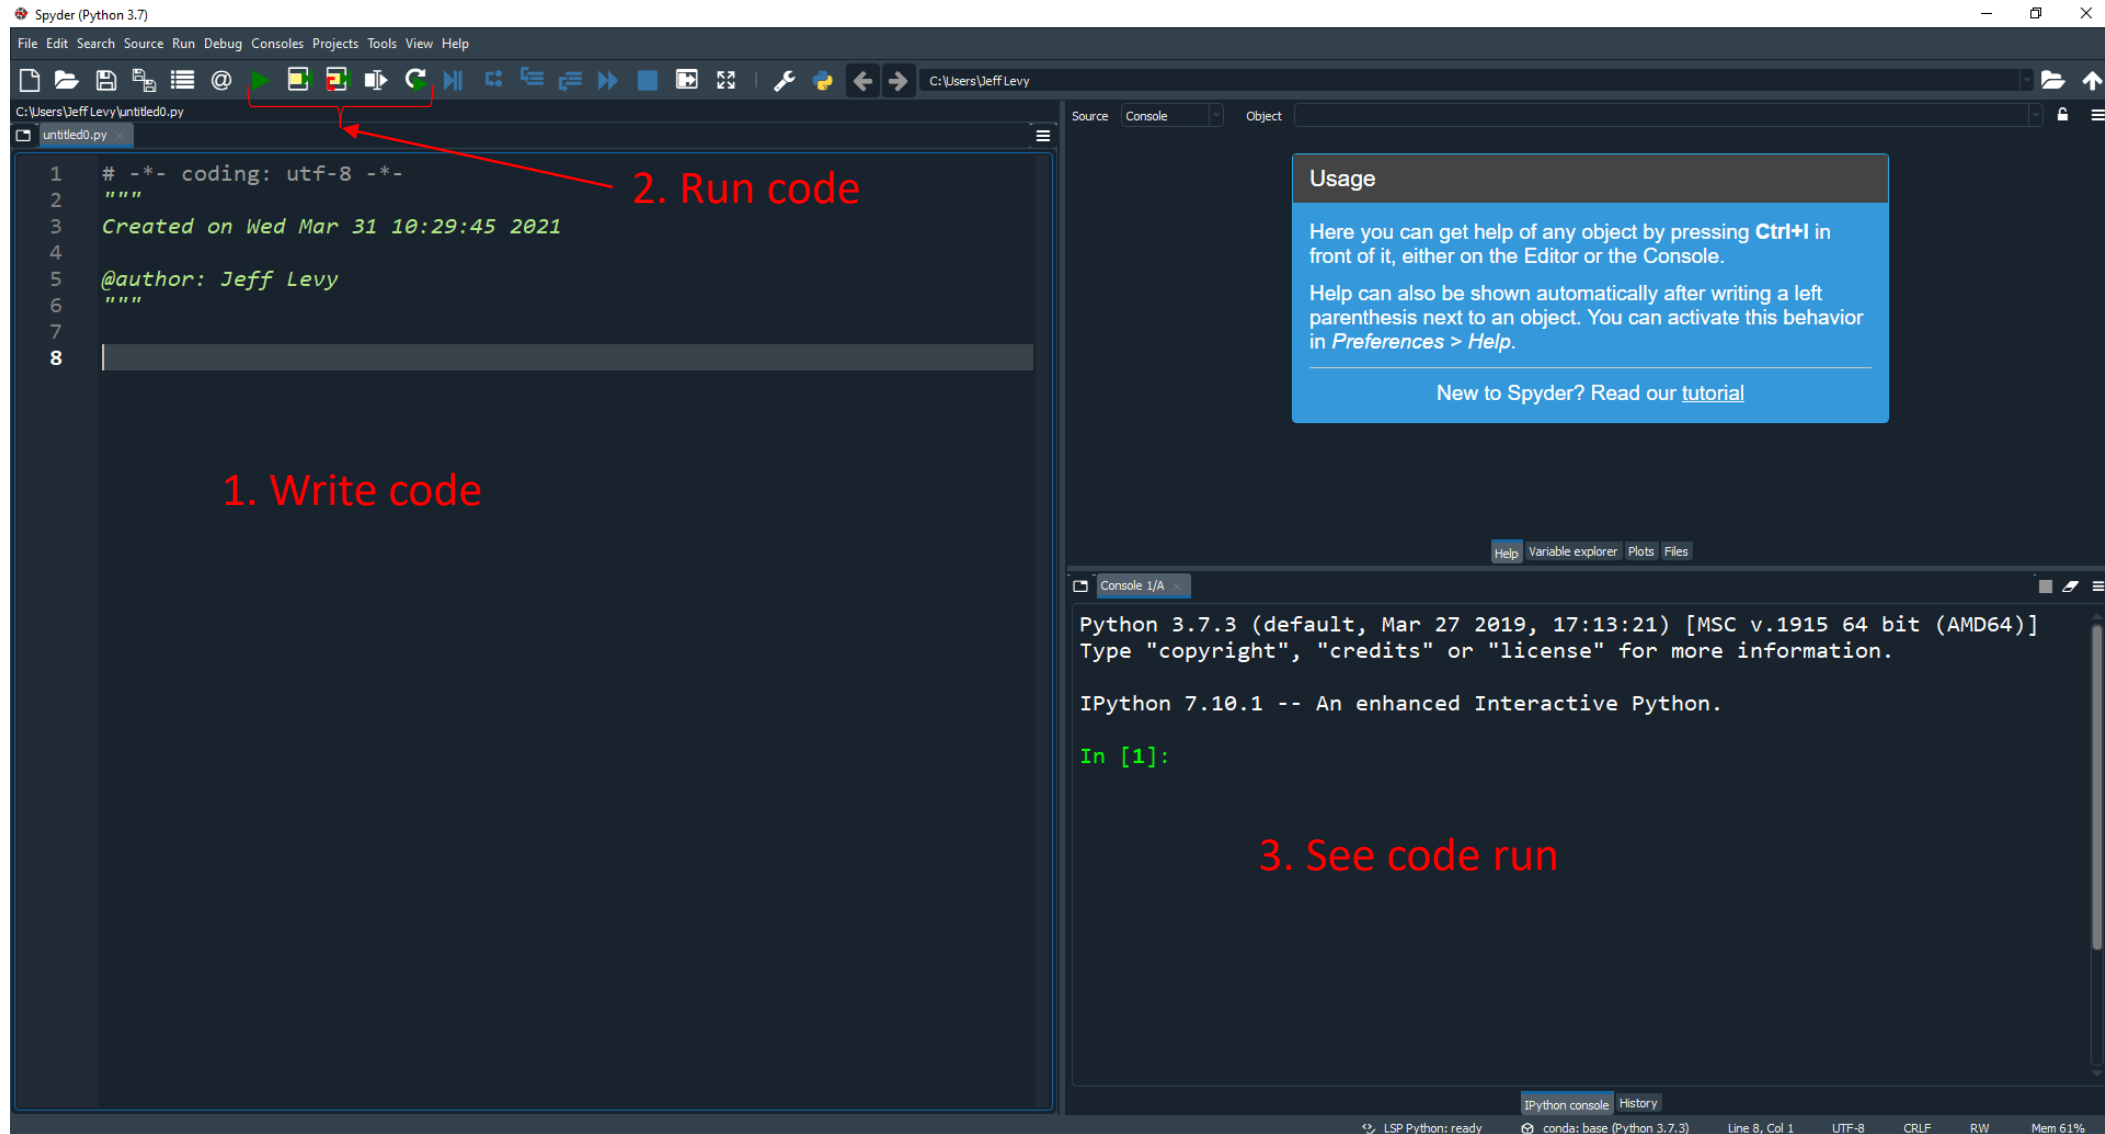 Spyder (Python 3.7)
File Edit Search Source Run Debug Consoles Projects Tools View Help
C:\Users\Jeff Levy
C:\Users\Jeff Levy\untitled0.py
untitled0.py
1 # -*- coding: utf-8 -*-
2 """
3 Created on Wed Mar 31 10:29:45 2021
4
5 @author: Jeff Levy
6 """
7
8
2. Run code
1. Write code
Source Console Object
Usage
Here you can get help of any object by pressing Ctrl+I in
front of it, either on the Editor or the Console.
Help can also be shown automatically after writing a left
parenthesis next to an object. You can activate this behavior
in Preferences > Help.
New to Spyder? Read our tutorial
Help Variable explorer Plots Files
Console 1/A
Python 3.7.3 (default, Mar 27 2019, 17:13:21) [MSC v.1915 64 bit (AMD64)]
Type "copyright", "credits" or "license" for more information.
IPython 7.10.1 -- An enhanced Interactive Python.
In [1]:
3. See code run
IPython console History
LSP Python: ready conda: base (Python 3.7.3) Line 8, Col 1 UTF-8 CRLF RW Mem 61%